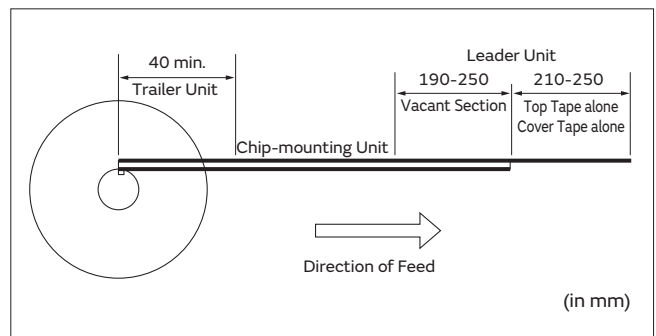 Leader Unit
40 min.
190-250
210-250
Trailer Unit
Vacant Section
Top Tape alone
Cover Tape alone
Chip-mounting Unit
Direction of Feed
(in mm)